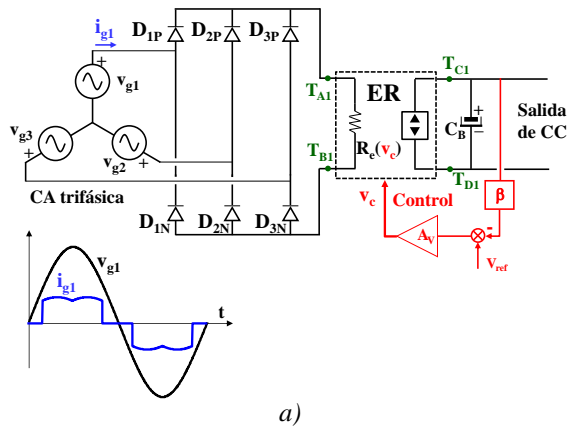 i_g1
D_1P
D_2P
D_3P
+
v_g1
v_g3
+
v_g2
+
CA trifásica
D_1N
D_2N
D_3N
T_A1
ER
T_C1
R_e(v_c)
C_B
+
−
Salida
de CC
T_B1
T_D1
v_c
Control
β
A_V
-
v_ref
v_g1
i_g1
t
a)